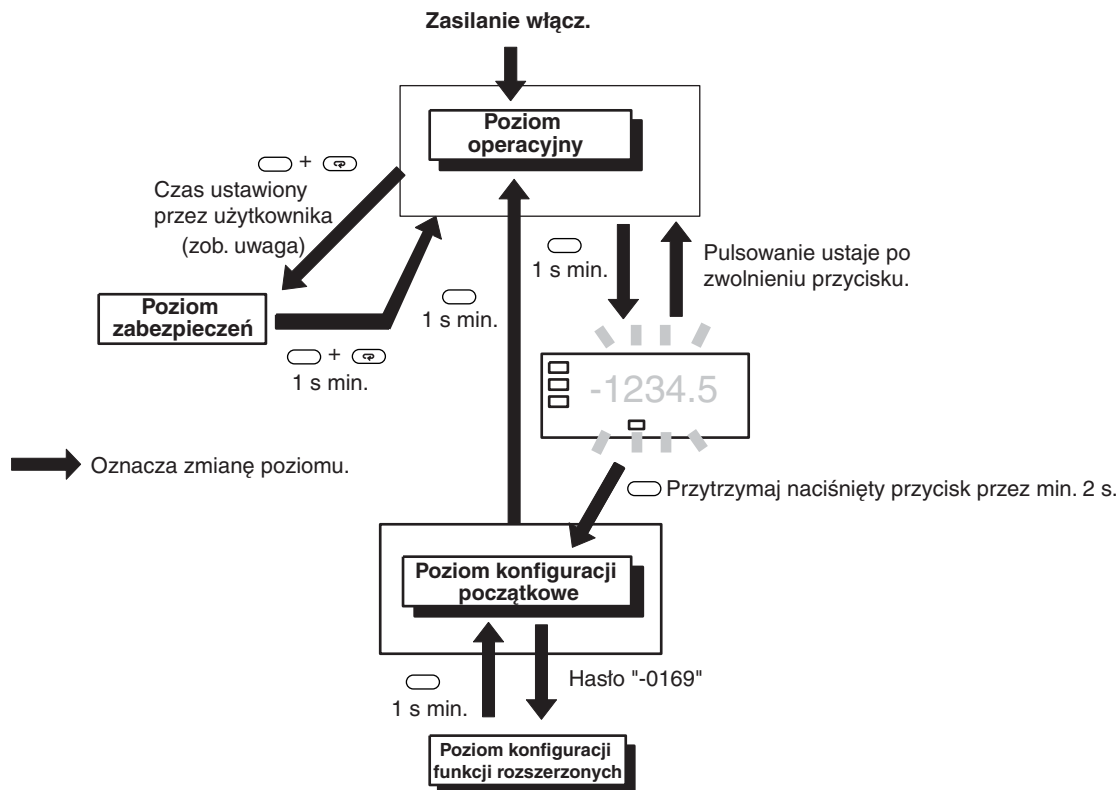 Zasilanie włącz.
Poziom
operacyjny
+
Czas ustawiony
przez użytkownika
(zob. uwaga)
1 s min.
Pulsowanie ustaje po
zwolnieniu przycisku.
Poziom
zabezpieczeń
1 s min.
+
1 s min.
-1234.5
Oznacza zmianę poziomu.
Przytrzymaj naciśnięty przycisk przez min. 2 s.
Poziom konfiguracji
początkowe
1 s min.
Hasło "-0169"
Poziom konfiguracji
funkcji rozszerzonych